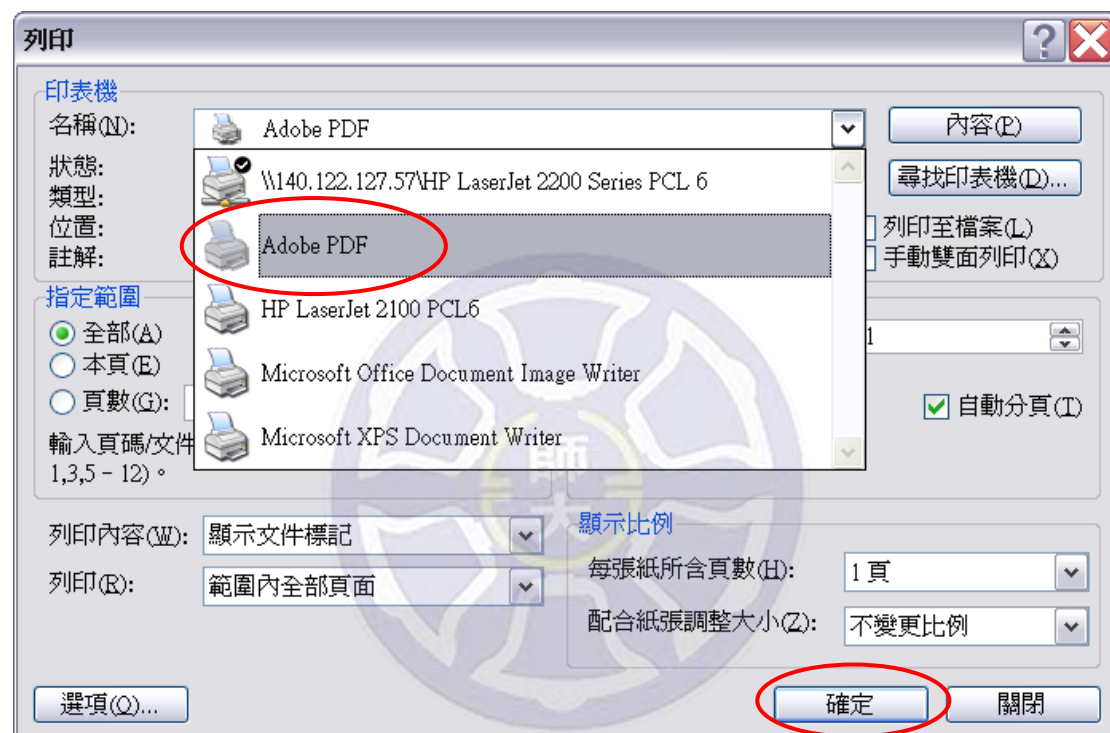 列印
印表機
名稱(N):
Adobe PDF
內容(P)
狀態:
\\140.122.127.57\HP LaserJet 2200 Series PCL 6
尋找印表機(D)...
類型:
位置:
Adobe PDF
列印至檔案(L)
註解:
手動雙面列印(X)
指定範圍
HP LaserJet 2100 PCL6
全部(A)
1
本頁(E)
Microsoft Office Document Image Writer
頁數(G):
自動分頁(T)
輸入頁碼/文件
Microsoft XPS Document Writer
1,3,5 – 12)。
師大
列印內容(W):
顯示文件標記
顯示比例
每張紙所含頁數(H):
1 頁
列印(R):
範圍內全部頁面
配合紙張調整大小(Z):
不變更比例
選項(O)...
確定
關閉